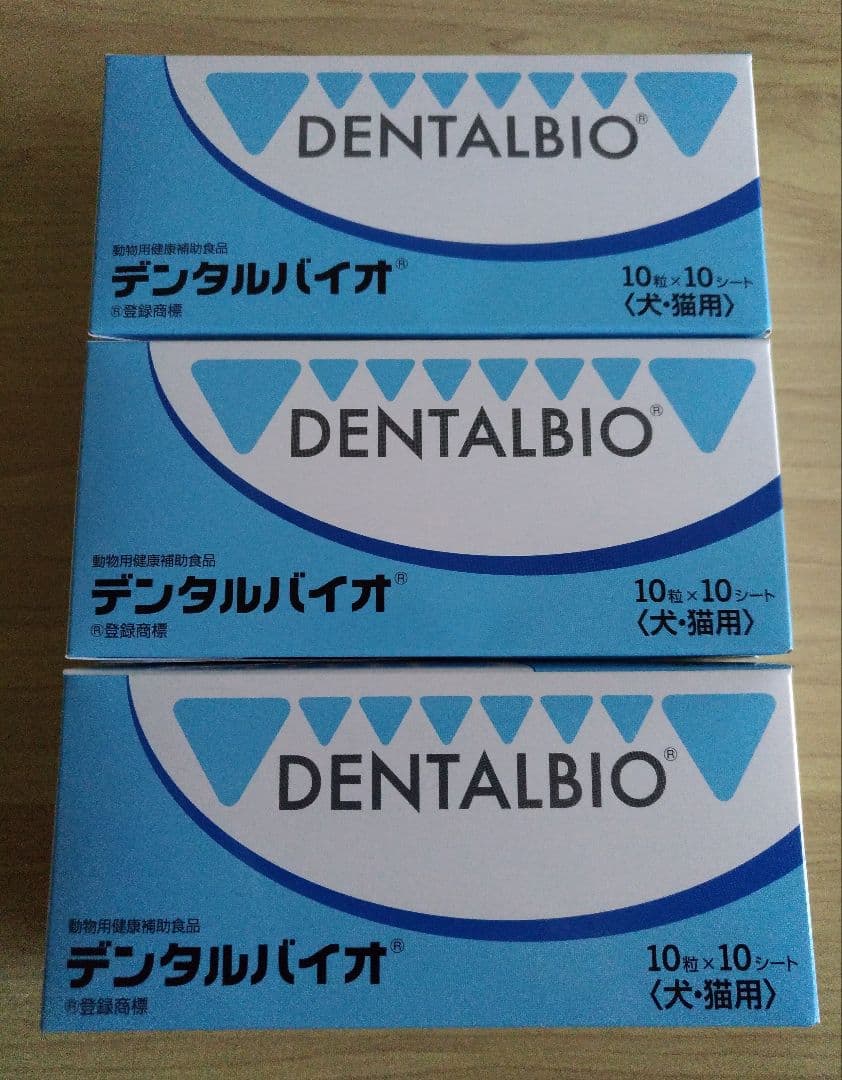 DENTALBIO®
動物用健康補助食品
デンタルバイオ®
®登録商標
10粒×10シート
〈犬・猫用〉
DENTALBIO®
動物用健康補助食品
デンタルバイオ®
®登録商標
10粒×10シート
〈犬・猫用〉
DENTALBIO®
動物用健康補助食品
デンタルバイオ®
®登録商標
10粒×10シート
〈犬・猫用〉